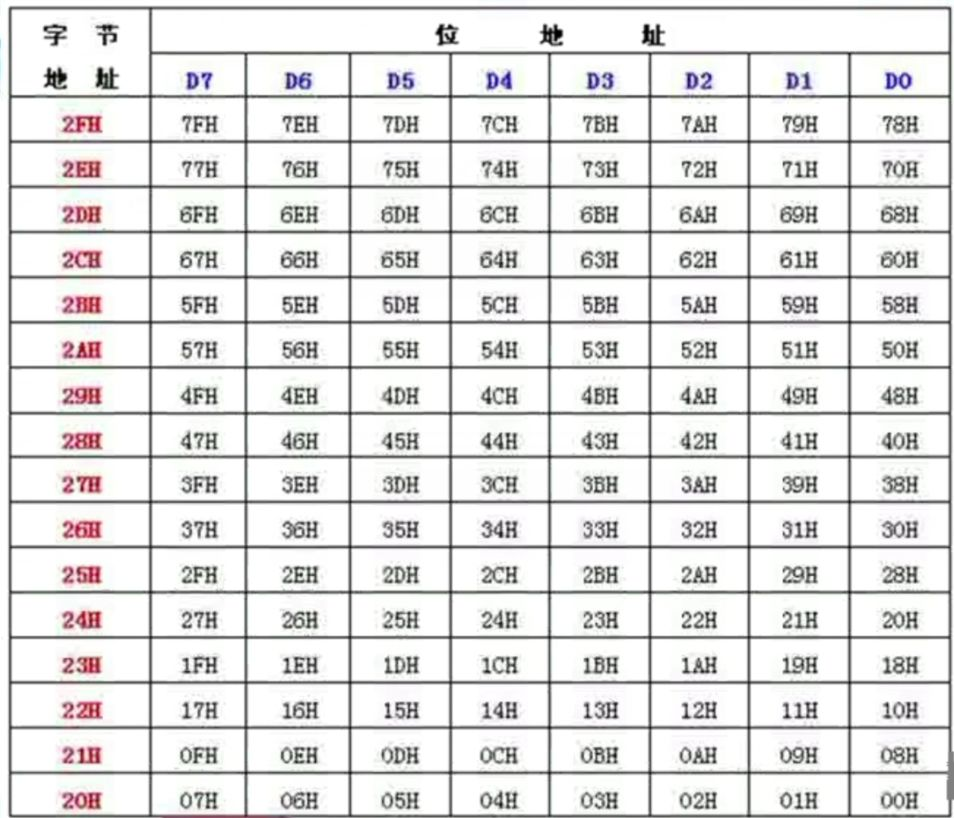 字 节 位 地 址
地 址 D7 D6 D5 D4 D3 D2 D1 D0
2FH 7FH 7EH 7DH 7CH 7BH 7AH 79H 78H
2EH 77H 76H 75H 74H 73H 72H 71H 70H
2DH 6FH 6EH 6DH 6CH 6BH 6AH 69H 68H
2CH 67H 66H 65H 64H 63H 62H 61H 60H
2BH 5FH 5EH 5DH 5CH 5BH 5AH 59H 58H
2AH 57H 56H 55H 54H 53H 52H 51H 50H
29H 4FH 4EH 4DH 4CH 4BH 4AH 49H 48H
28H 47H 46H 45H 44H 43H 42H 41H 40H
27H 3FH 3EH 3DH 3CH 3BH 3AH 39H 38H
26H 37H 36H 35H 34H 33H 32H 31H 30H
25H 2FH 2EH 2DH 2CH 2BH 2AH 29H 28H
24H 27H 26H 25H 24H 23H 22H 21H 20H
23H 1FH 1EH 1DH 1CH 1BH 1AH 19H 18H
22H 17H 16H 15H 14H 13H 12H 11H 10H
21H 0FH 0EH 0DH 0CH 0BH 0AH 09H 08H
20H 07H 06H 05H 04H 03H 02H 01H 00H